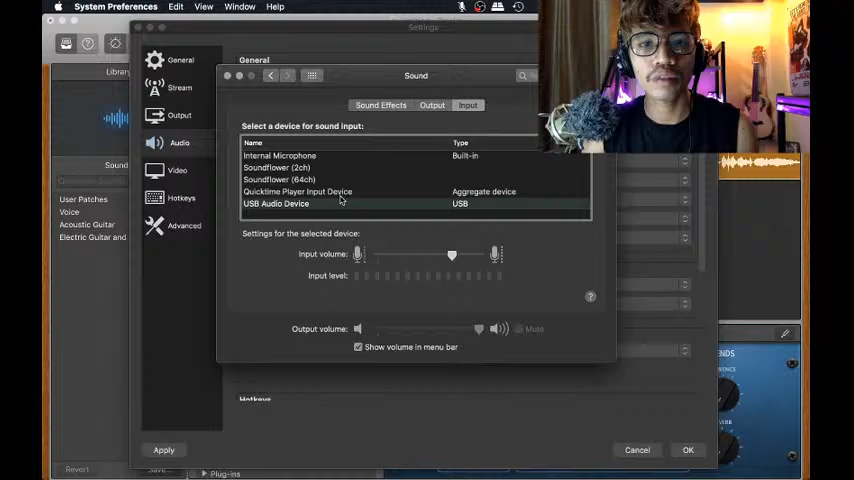 System Preferences Edit View Window Help
Settings
Library
General
General
Stream
Output
Audio
Video
Hotkeys
Advanced
Sound
Sound Effects Output Input
Select a device for sound input:
Name Type
Internal Microphone Built-in
Soundflower (2ch)
Soundflower (64ch)
Quicktime Player Input Device Aggregate device
USB Audio Device USB
Settings for the selected device:
Input volume:
Input level:
?
Output volume: Mute
Show volume in menu bar
Sound
User Patches
Voice
Acoustic Guitar
Electric Guitar and
Hotkeys
Apply
Cancel OK
Revert Save...
Plug-ins
ENDS